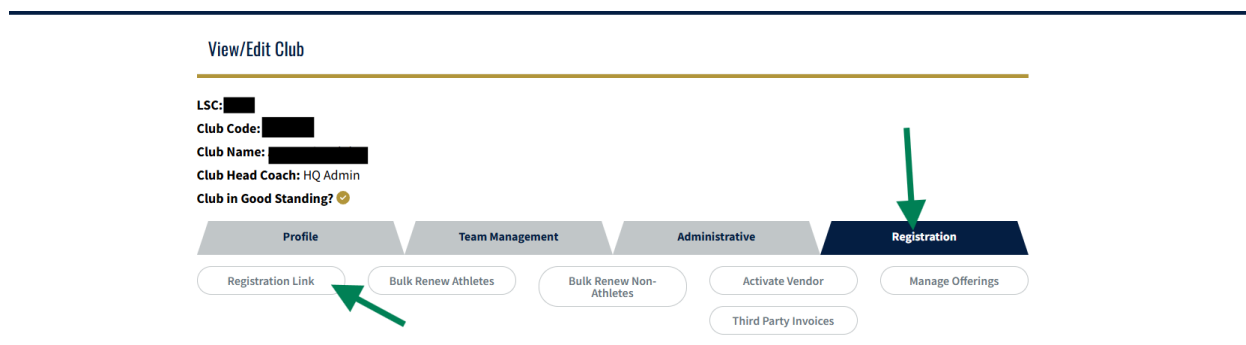 View/Edit Club
LSC:
Club Code:
Club Name:
Club Head Coach: HQ Admin
Club in Good Standing?
Profile Team Management Administrative Registration
Registration Link Bulk Renew Athletes Bulk Renew Non-
Athletes Activate Vendor Manage Offerings
Third Party Invoices